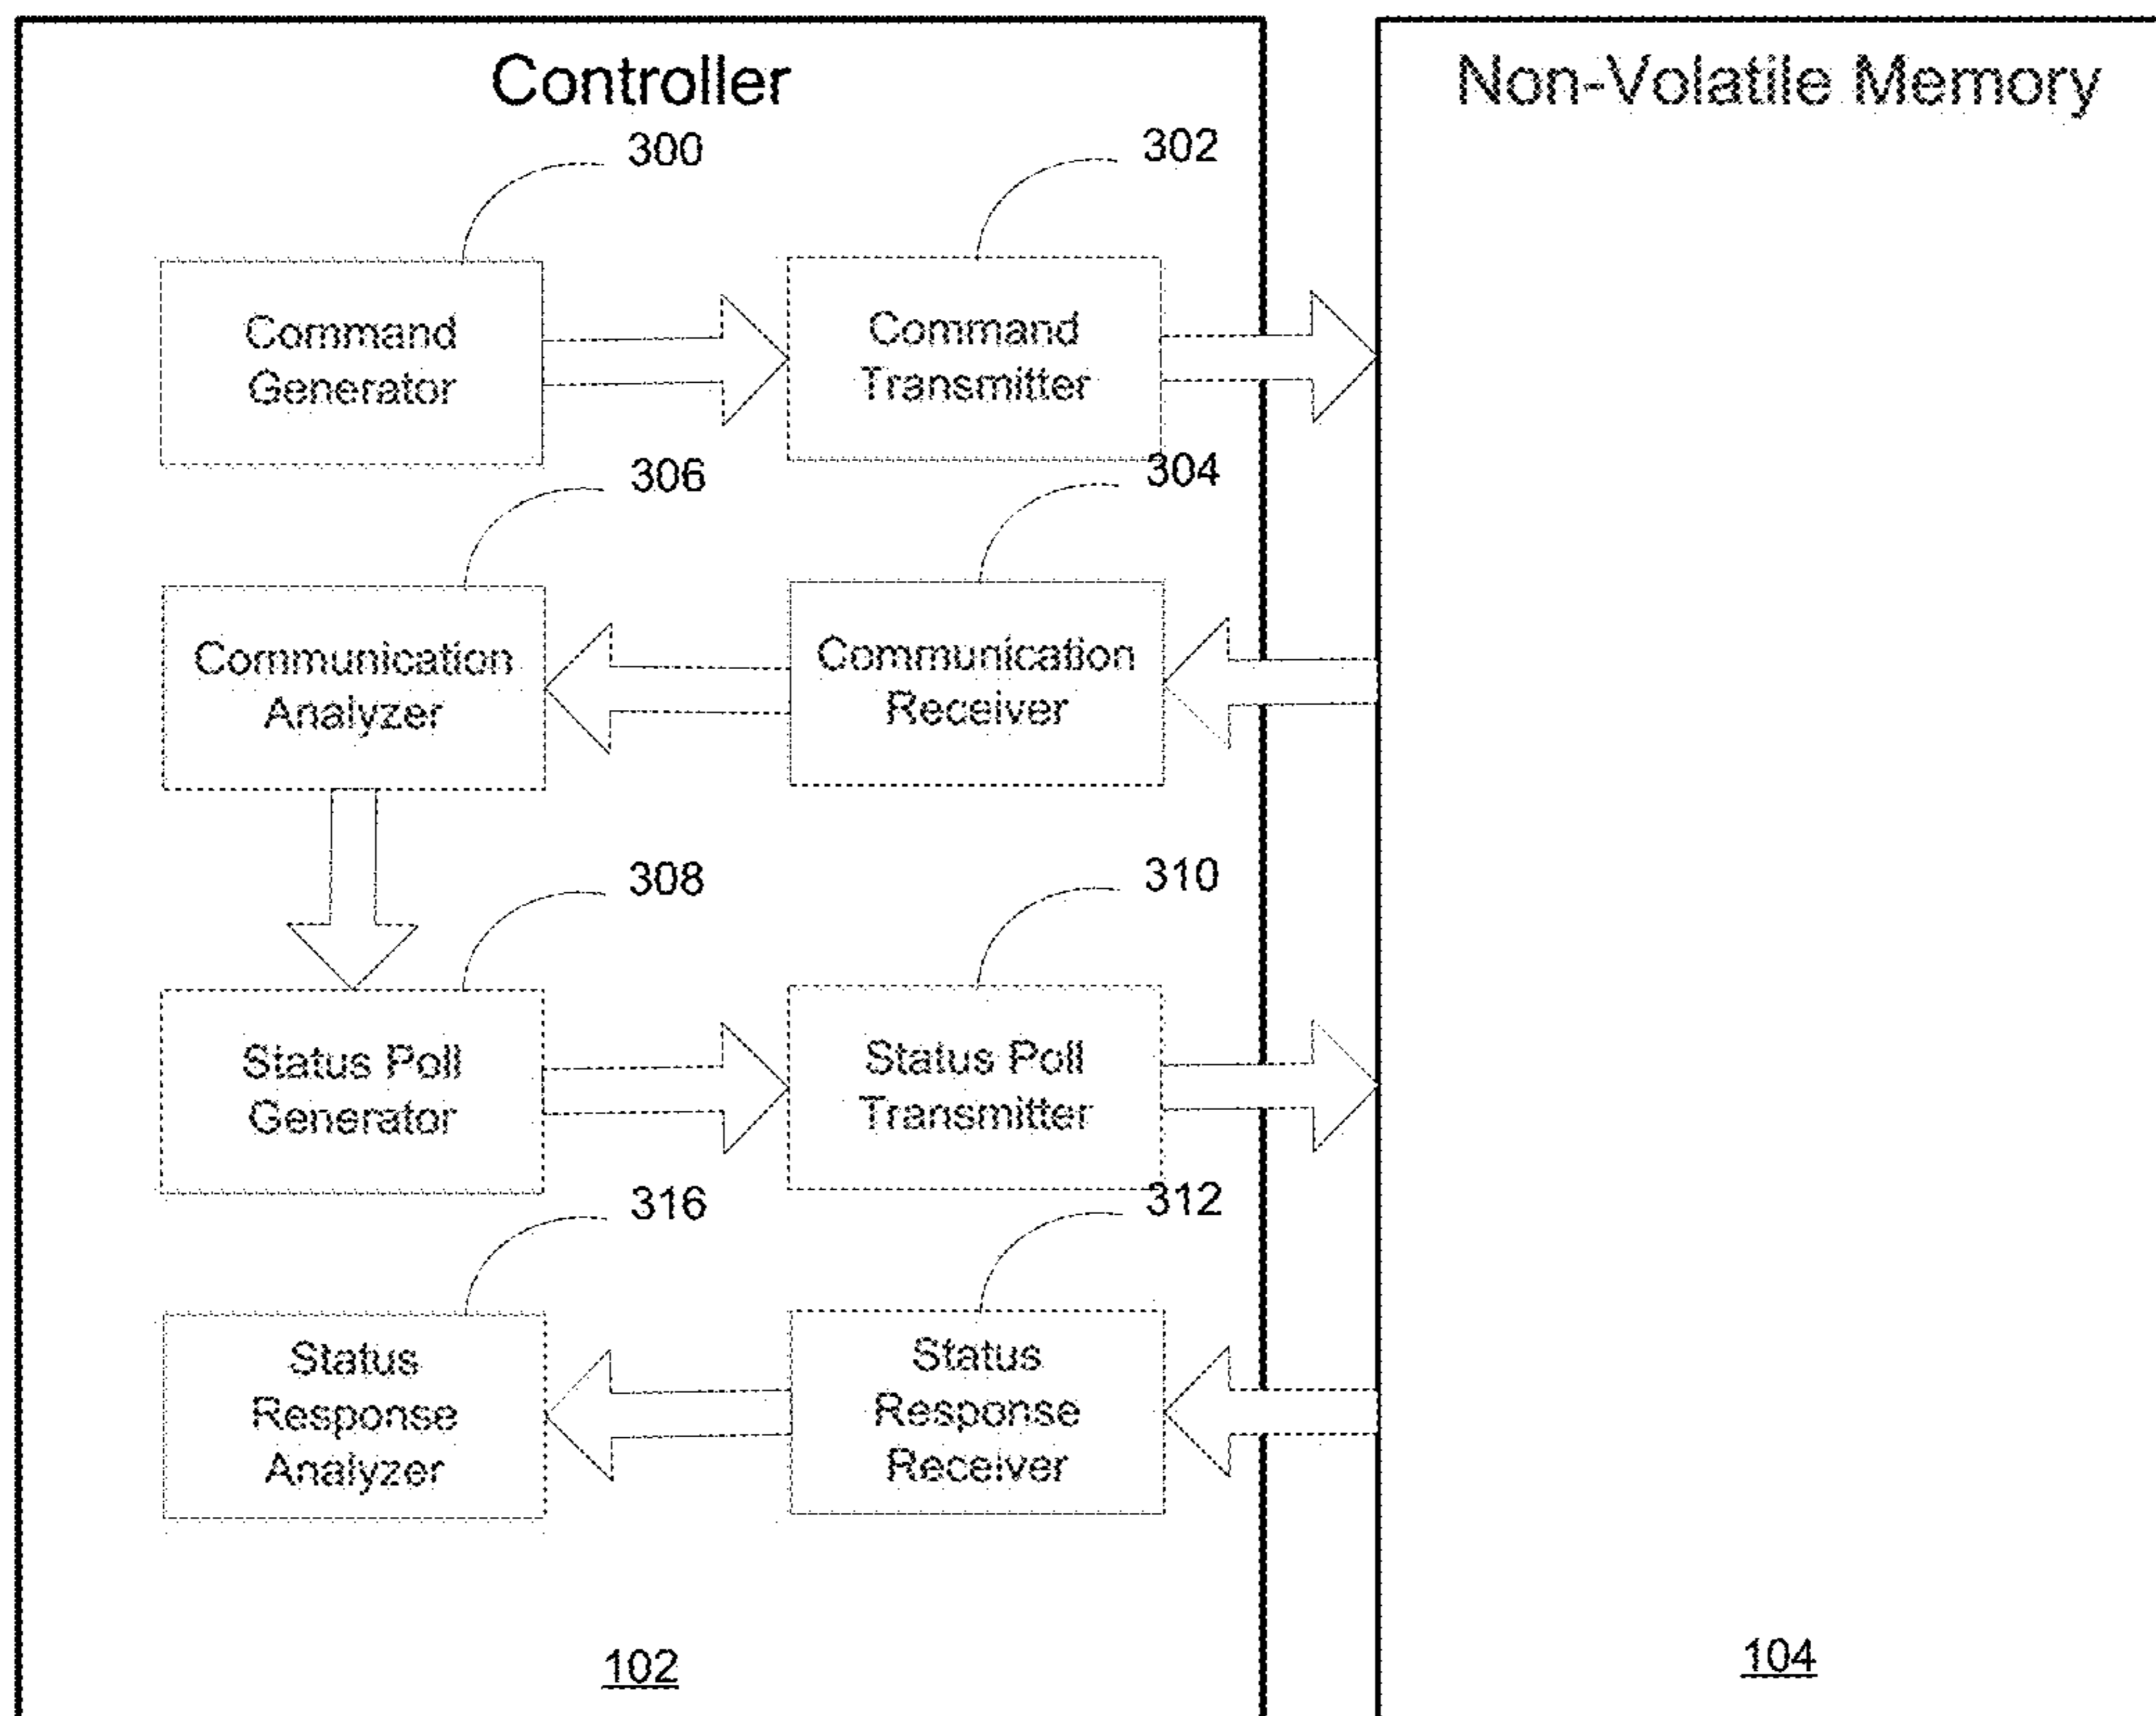 Controller
Non-Volatile Memory
300
302
Command
Generator
Command
Transmitter
306
304
Communication
Analyzer
Communication
Receiver
308
310
Status Poll
Generator
Status Poll
Transmitter
316
312
Status
Response
Analyzer
Status
Response
Receiver
102
104